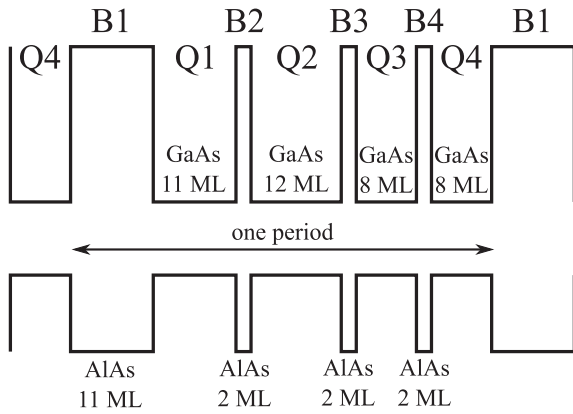 B1 B2 B3 B4 B1
Q4 Q1 Q2 Q3 Q4
GaAs GaAs GaAs GaAs
11 ML 12 ML 8 ML 8 ML
one period
AlAs AlAs AlAs AlAs
11 ML 2 ML 2 ML 2 ML